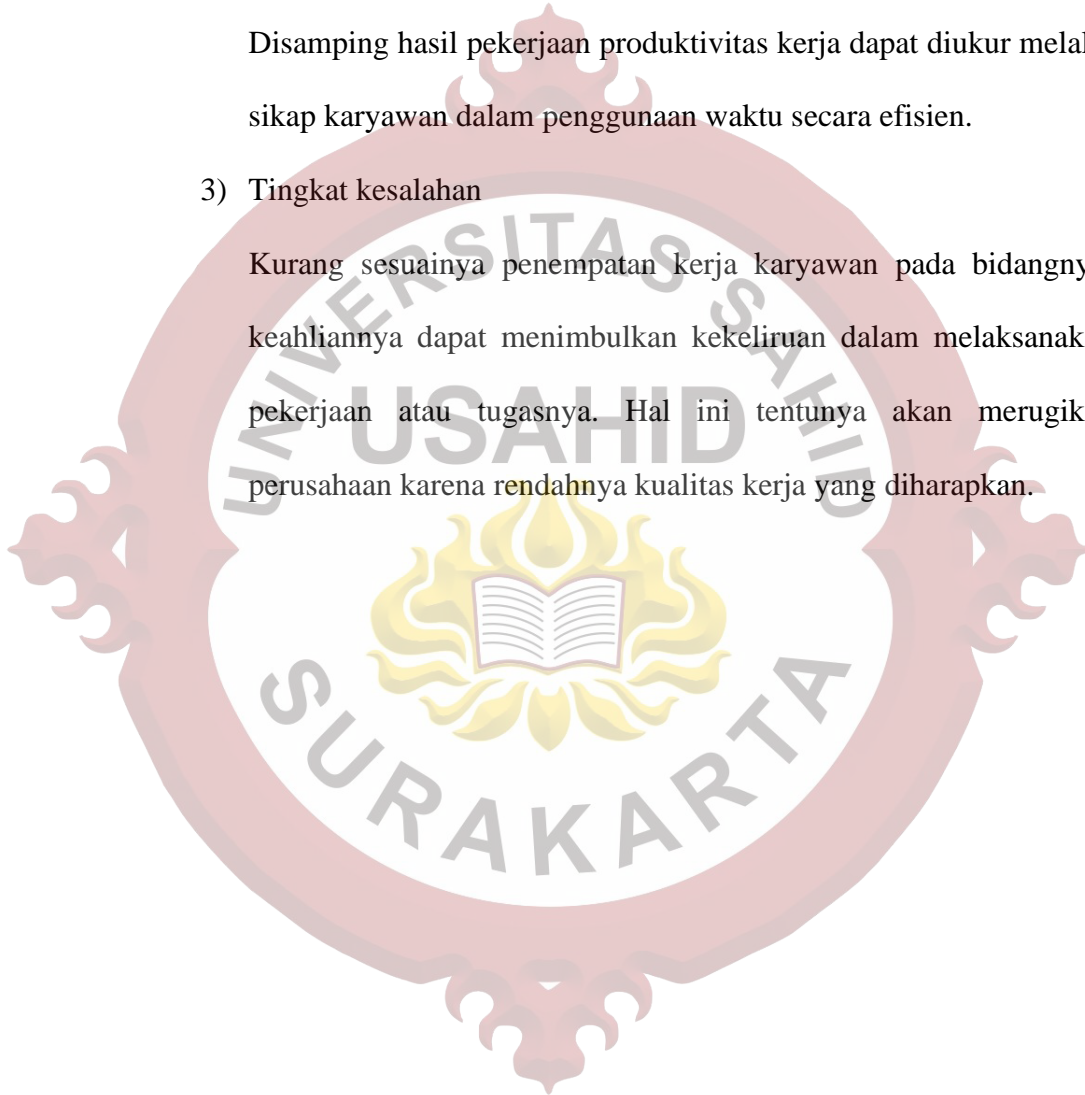 Disamping hasil pekerjaan produktivitas kerja dapat diukur melal
sikap karyawan dalam penggunaan waktu secara efisien.
3) Tingkat kesalahan
Kurang sesuainya penempatan kerja karyawan pada bidangny
keahliannya dapat menimbulkan kekeliruan dalam melaksanak
pekerjaan atau tugasnya. Hal ini tentunya akan merugik
perusahaan karena rendahnya kualitas kerja yang diharapkan.
UNIVERSITAS SAHID
USAHID
SURAKARTA